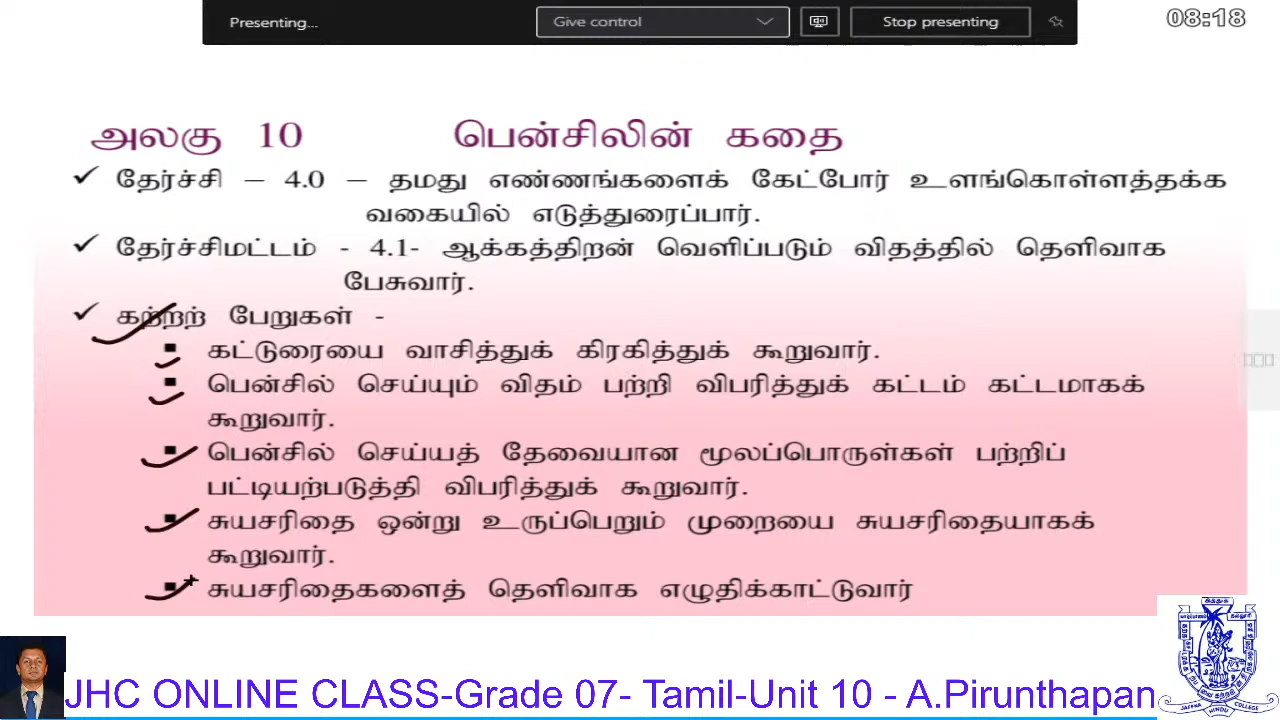 Presenting...
Give control
Stop presenting
08:18
அலகு 10 பென்சிலின் கதை
✓ தேர்ச்சி – 4.0 – தமது எண்ணங்களைக் கேட்போர் உளங்கொள்ளத்தக்க
வகையில் எடுத்துரைப்பார்.
✓ தேர்ச்சிமட்டம் - 4.1- ஆக்கத்திறன் வெளிப்படும் விதத்தில் தெளிவாக
பேசுவார்.
✓ கற்றற் பேறுகள் -
▪ கட்டுரையை வாசித்துக் கிரகித்துக் கூறுவார்.
▪ பென்சில் செய்யும் விதம் பற்றி விபரித்துக் கட்டம் கட்டமாகக்
கூறுவார்.
▪ பென்சில் செய்யத் தேவையான மூலப்பொருள்கள் பற்றிப்
பட்டியற்படுத்தி விபரித்துக் கூறுவார்.
▪ சுயசரிதை ஒன்று உருப்பெறும் முறையை சுயசரிதையாகக்
கூறுவார்.
▪ சுயசரிதைகளைத் தெளிவாக எழுதிக்காட்டுவார்
JHC ONLINE CLASS-Grade 07- Tamil-Unit 10 - A.Pirunthapan
JAFFNA HINDU COLLEGE